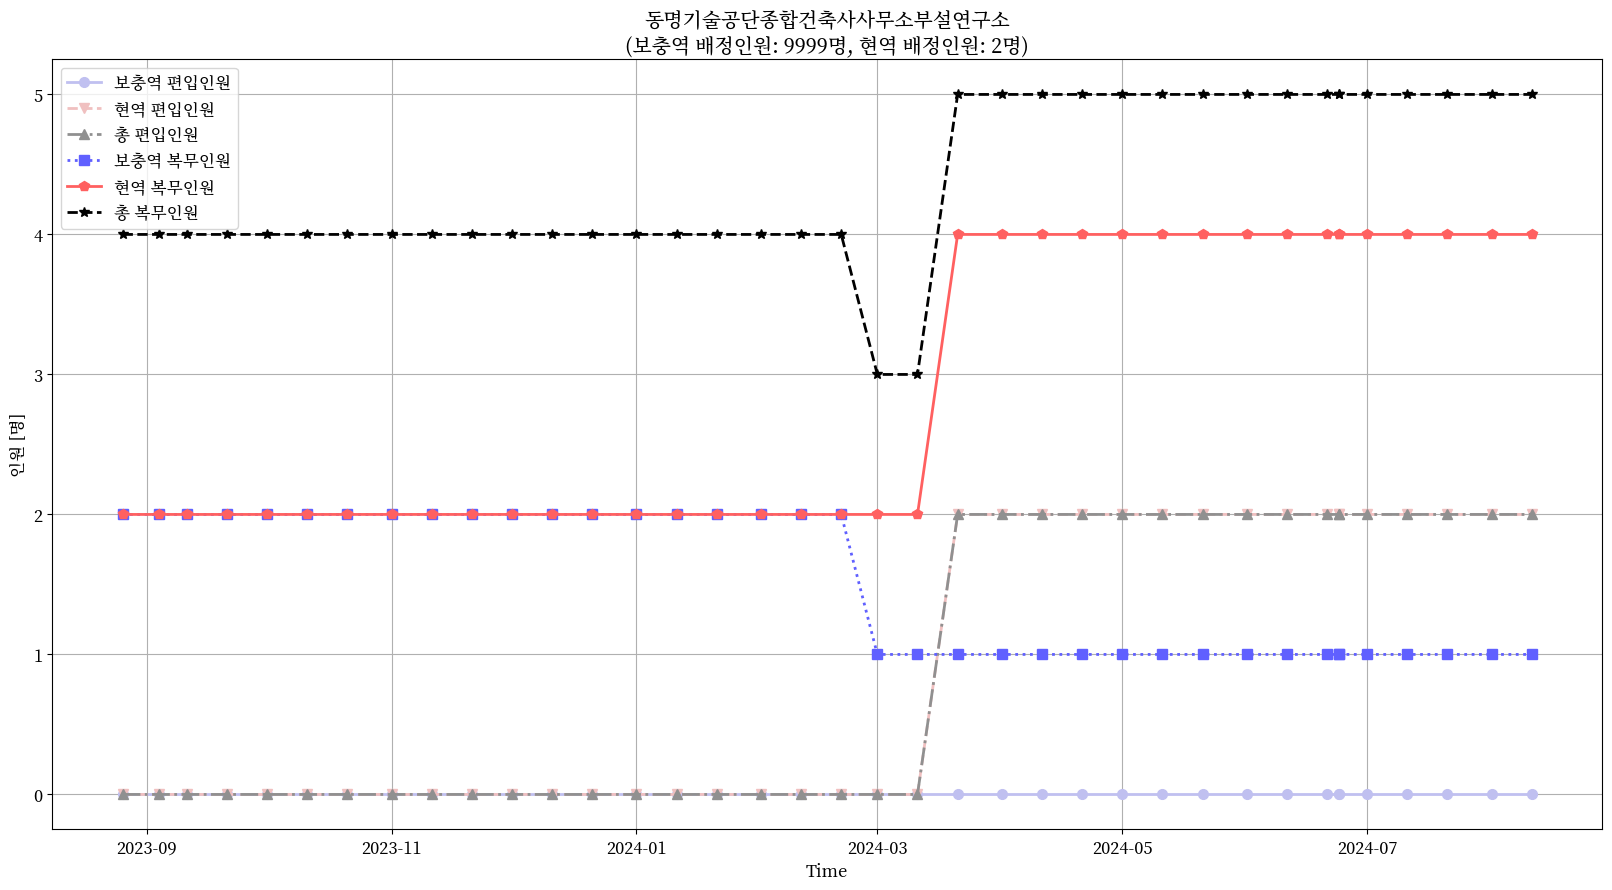 동명기술공단종합건축사사무소부설연구소
(보충역 배정인원: 9999명, 현역 배정인원: 2명)
보충역 편입인원
현역 편입인원
총 편입인원
보충역 복무인원
현역 복무인원
총 복무인원
5
4
3
2
1
0
인원 [명]
2023-09
2023-11
2024-01
2024-03
2024-05
2024-07
Time